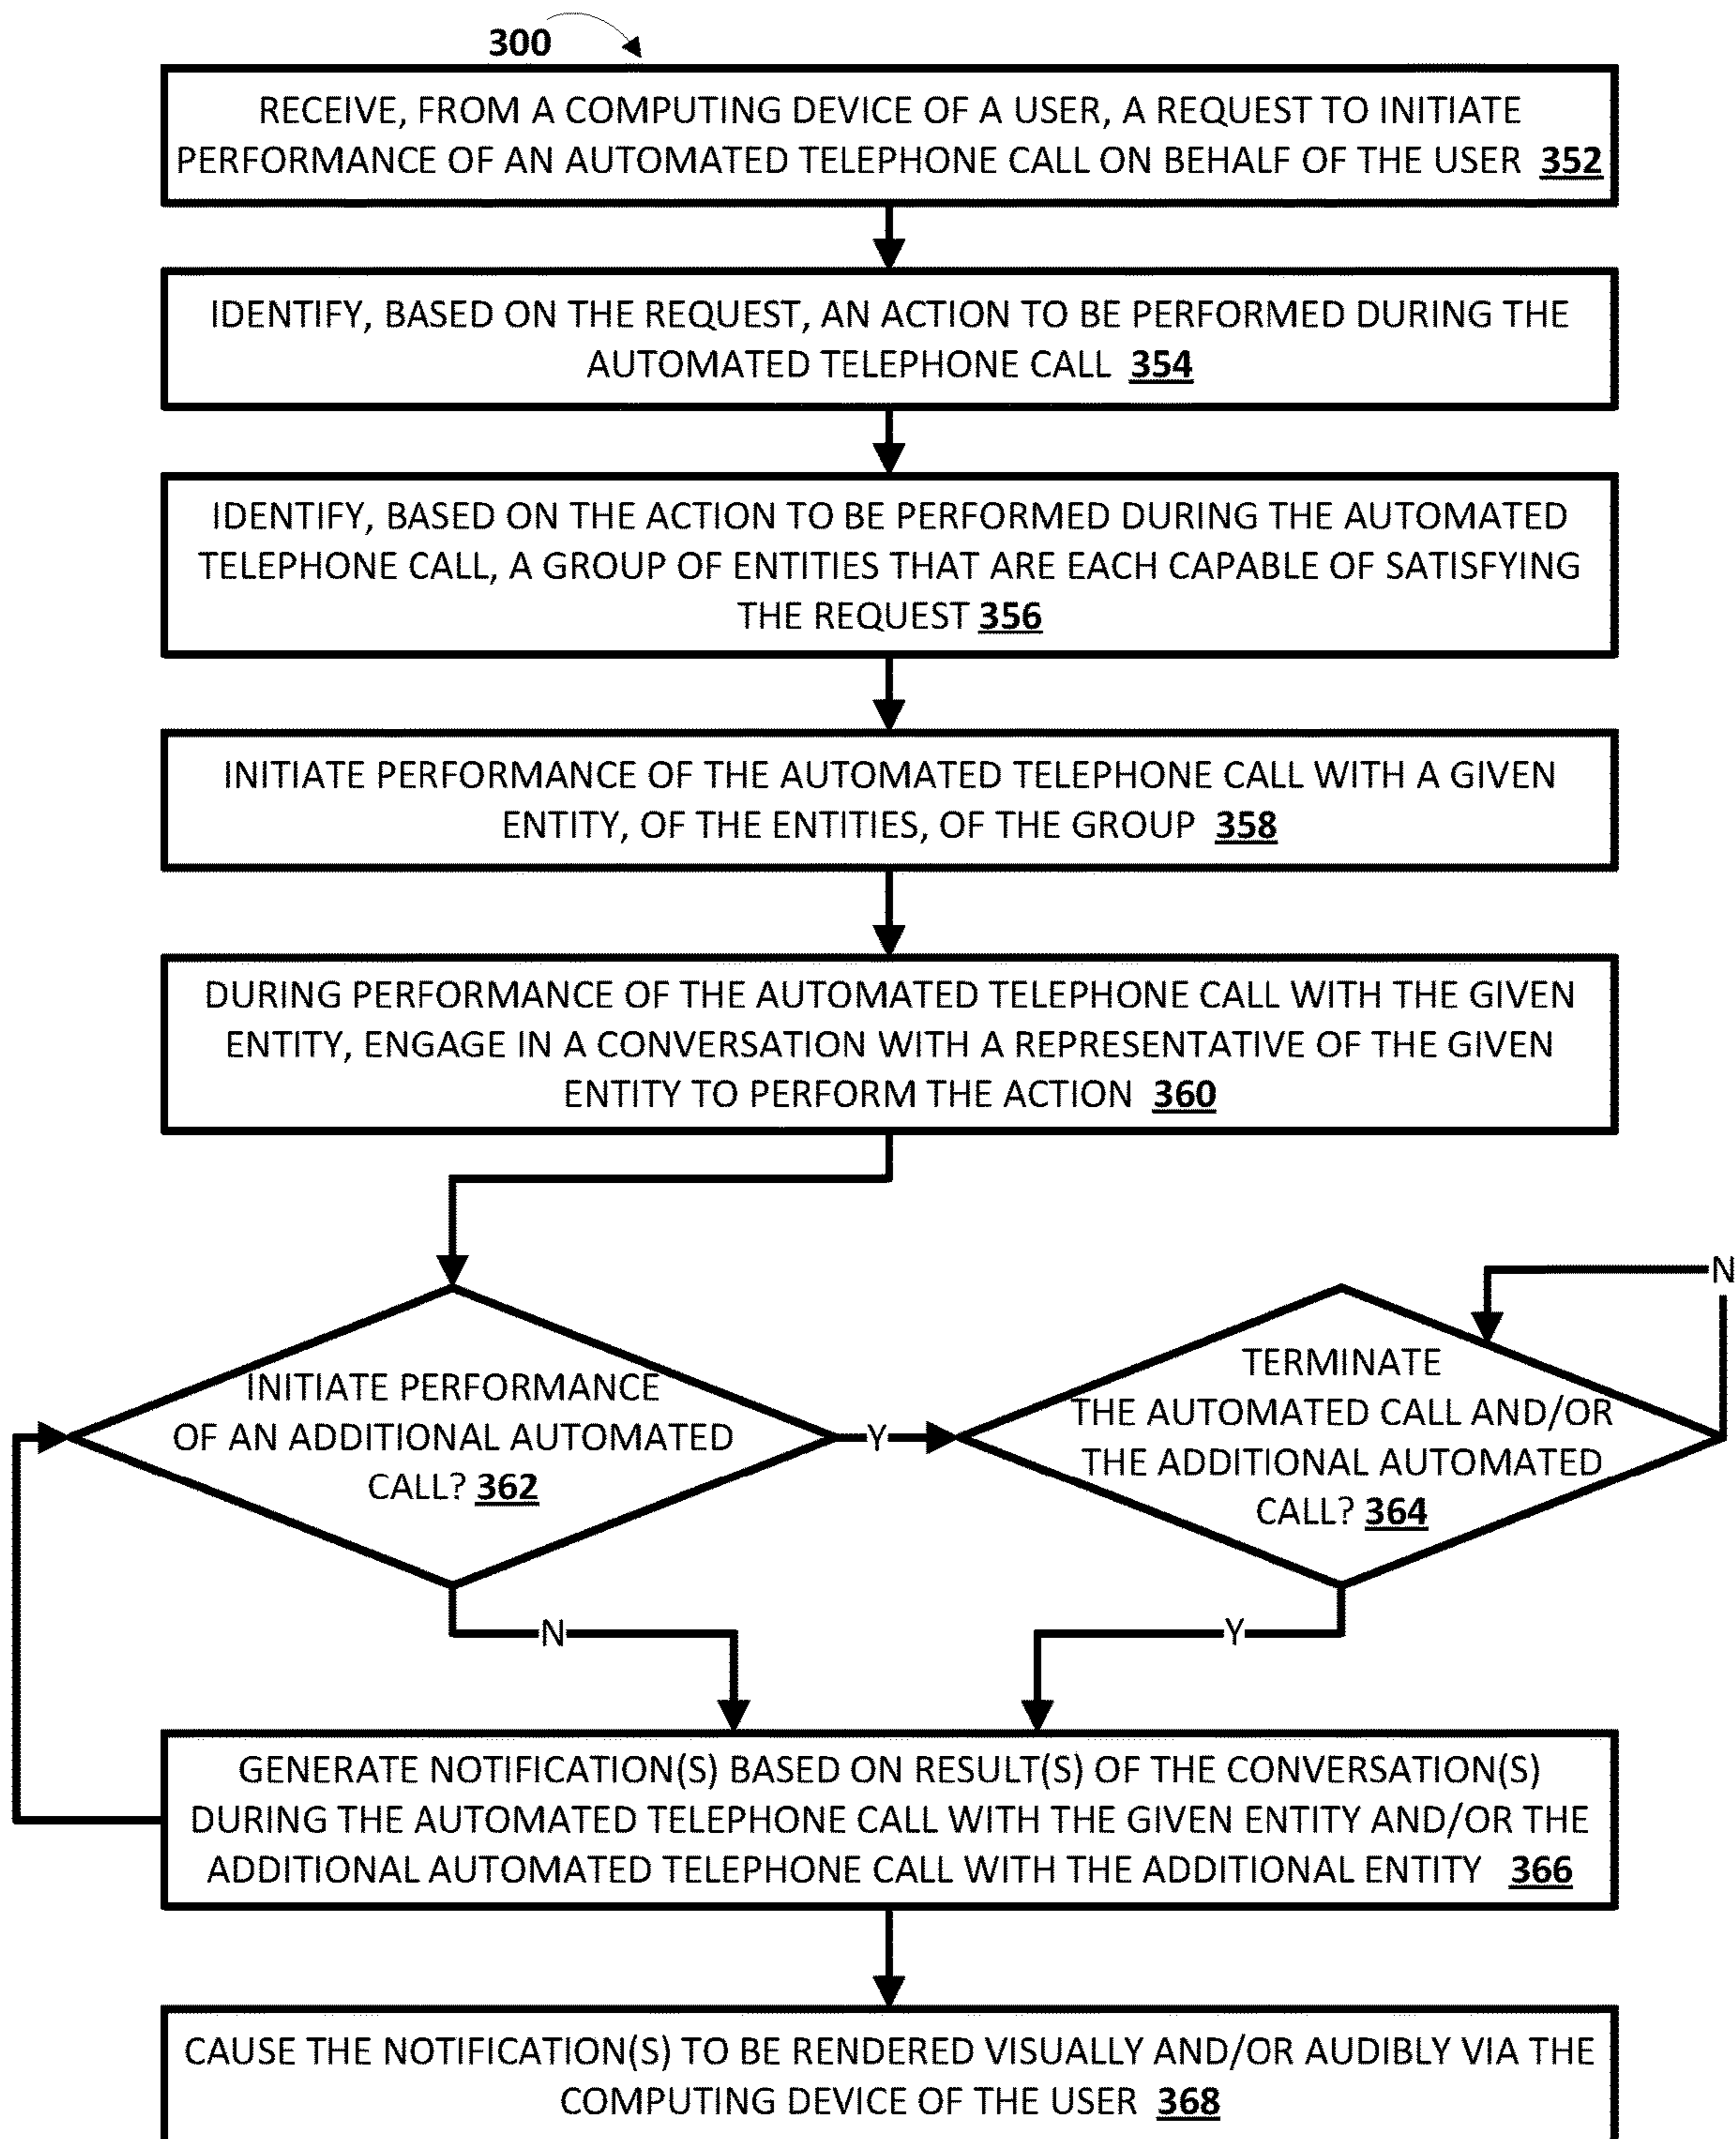 300
RECEIVE, FROM A COMPUTING DEVICE OF A USER, A REQUEST TO INITIATE
PERFORMANCE OF AN AUTOMATED TELEPHONE CALL ON BEHALF OF THE USER 352
IDENTIFY, BASED ON THE REQUEST, AN ACTION TO BE PERFORMED DURING THE
AUTOMATED TELEPHONE CALL 354
IDENTIFY, BASED ON THE ACTION TO BE PERFORMED DURING THE AUTOMATED
TELEPHONE CALL, A GROUP OF ENTITIES THAT ARE EACH CAPABLE OF SATISFYING
THE REQUEST 356
INITIATE PERFORMANCE OF THE AUTOMATED TELEPHONE CALL WITH A GIVEN
ENTITY, OF THE ENTITIES, OF THE GROUP 358
DURING PERFORMANCE OF THE AUTOMATED TELEPHONE CALL WITH THE GIVEN
ENTITY, ENGAGE IN A CONVERSATION WITH A REPRESENTATIVE OF THE GIVEN
ENTITY TO PERFORM THE ACTION 360
INITIATE PERFORMANCE
OF AN ADDITIONAL AUTOMATED
CALL? 362
Y
N
TERMINATE
THE AUTOMATED CALL AND/OR
THE ADDITIONAL AUTOMATED
CALL? 364
N
Y
GENERATE NOTIFICATION(S) BASED ON RESULT(S) OF THE CONVERSATION(S)
DURING THE AUTOMATED TELEPHONE CALL WITH THE GIVEN ENTITY AND/OR THE
ADDITIONAL AUTOMATED TELEPHONE CALL WITH THE ADDITIONAL ENTITY 366
CAUSE THE NOTIFICATION(S) TO BE RENDERED VISUALLY AND/OR AUDIBLY VIA THE
COMPUTING DEVICE OF THE USER 368